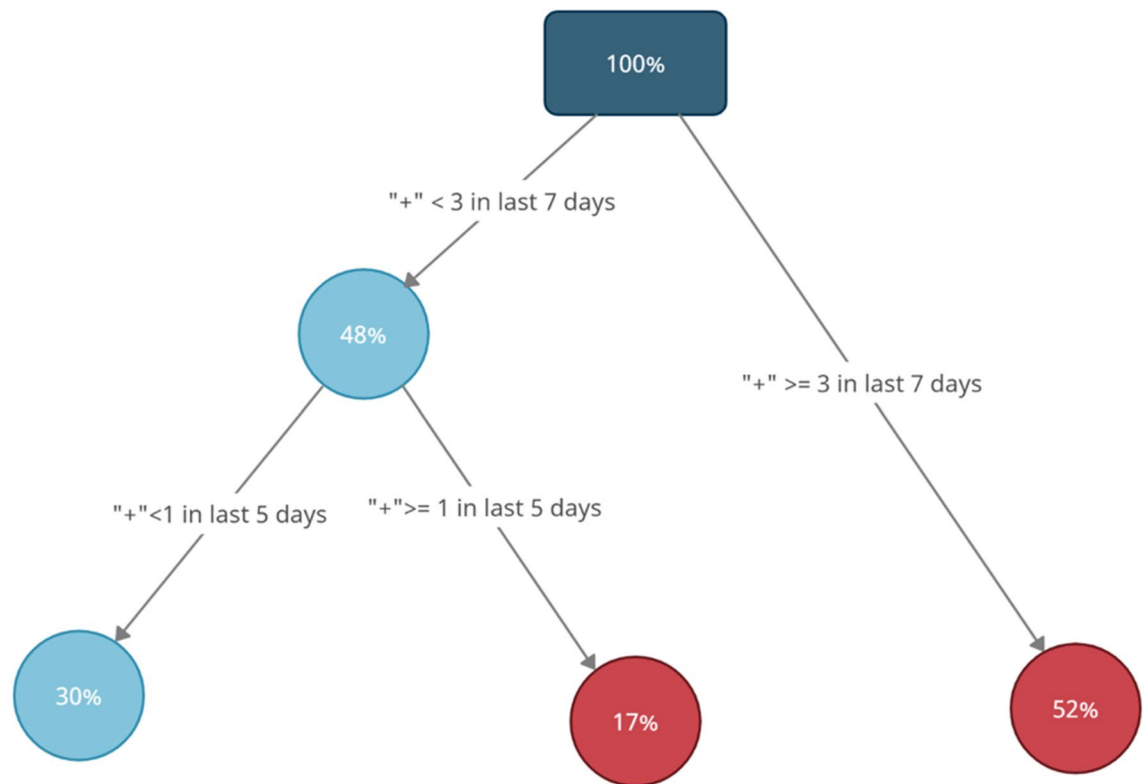 100%
"+" < 3 in last 7 days
48%
"+" >= 3 in last 7 days
"+"<1 in last 5 days
"+">= 1 in last 5 days
30%
17%
52%